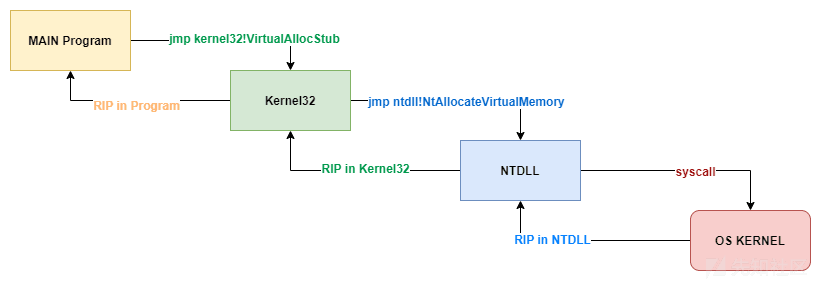 MAIN Program
jmp kernel32!VirtualAllocStub
RIP in Program
Kernel32
jmp ntdll!NtAllocateVirtualMemory
RIP in Kernel32
NTDLL
syscall
RIP in NTDLL
OS KERNEL